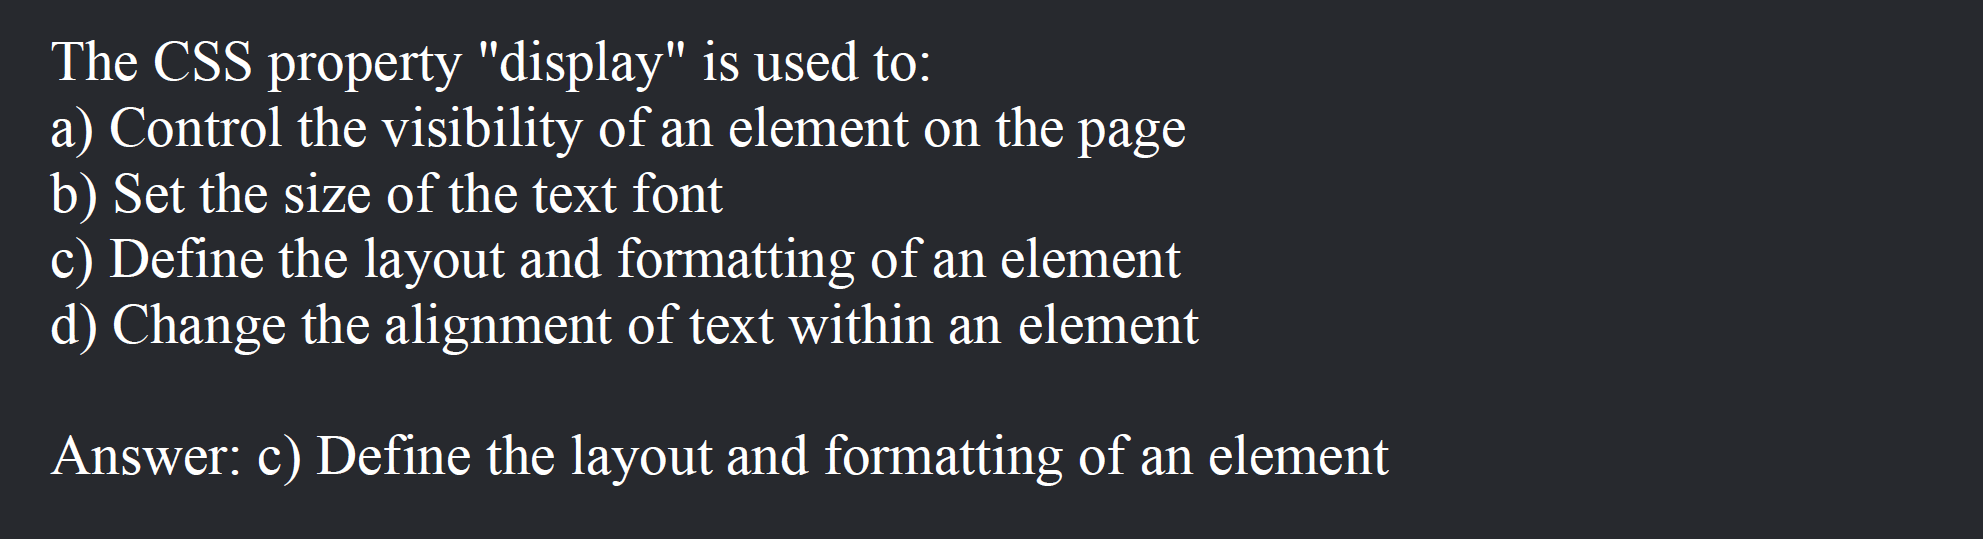 The CSS property "display" is used to:
a) Control the visibility of an element on the page
b) Set the size of the text font
c) Define the layout and formatting of an element
d) Change the alignment of text within an element
Answer: c) Define the layout and formatting of an element